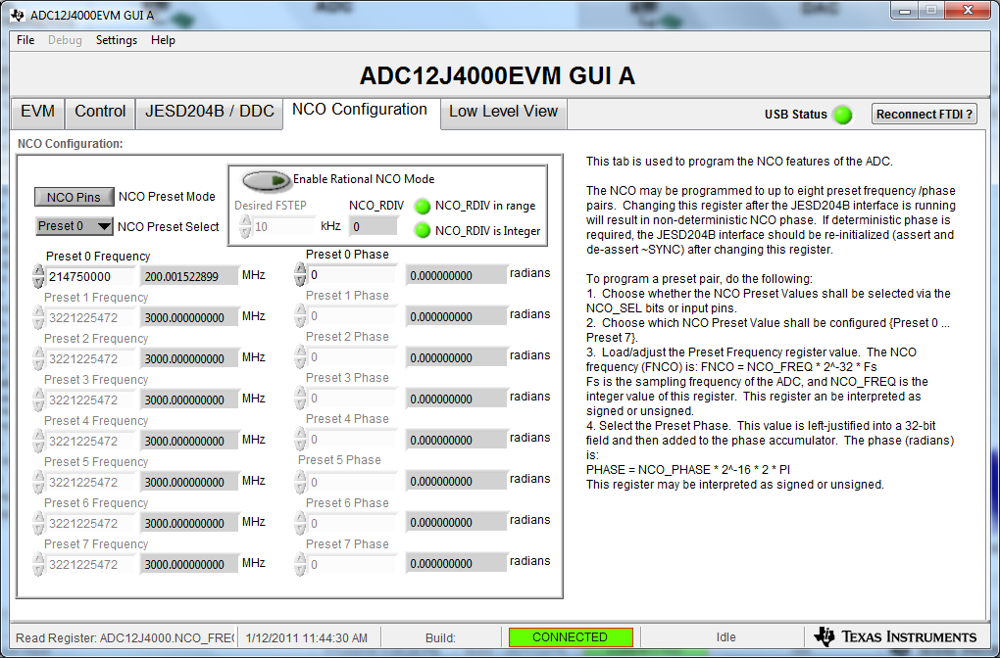 ADC12J4000EVM GUI A
File Debug Settings Help
ADC12J4000EVM GUI A
EVM Control JESD204B / DDC NCO Configuration Low Level View USB Status Reconnect FTDI ?
NCO Configuration:
NCO Pins NCO Preset Mode
Preset 0 NCO Preset Select
Enable Rational NCO Mode
Desired FSTEP NCO_RDIV NCO_RDIV in range
10 kHz 0 NCO_RDIV is Integer
Preset 0 Frequency Preset 0 Phase
214750000 200.001522899 MHz 0 0.000000000 radians
Preset 1 Frequency Preset 1 Phase
3221225472 3000.000000000 MHz 0 0.000000000 radians
Preset 2 Frequency Preset 2 Phase
3221225472 3000.000000000 MHz 0 0.000000000 radians
Preset 3 Frequency Preset 3 Phase
3221225472 3000.000000000 MHz 0 0.000000000 radians
Preset 4 Frequency Preset 4 Phase
3221225472 3000.000000000 MHz 0 0.000000000 radians
Preset 5 Frequency Preset 5 Phase
3221225472 3000.000000000 MHz 0 0.000000000 radians
Preset 6 Frequency Preset 6 Phase
3221225472 3000.000000000 MHz 0 0.000000000 radians
Preset 7 Frequency Preset 7 Phase
3221225472 3000.000000000 MHz 0 0.000000000 radians
This tab is used to program the NCO features of the ADC.
The NCO may be programmed to up to eight preset frequency /phase
pairs. Changing this register after the JESD204B interface is running
will result in non-deterministic NCO phase. If deterministic phase is
required, the JESD204B interface should be re-initialized (assert and
de-assert ~SYNC) after changing this register.
To program a preset pair, do the following:
1. Choose whether the NCO Preset Values shall be selected via the
NCO_SEL bits or input pins.
2. Choose which NCO Preset Value shall be configured {Preset 0 ...
Preset 7}.
3. Load/adjust the Preset Frequency register value. The NCO
frequency (FNCO) is: FNCO = NCO_FREQ * 2^-32 * Fs
Fs is the sampling frequency of the ADC, and NCO_FREQ is the
integer value of this register. This register an be interpreted as
signed or unsigned.
4. Select the Preset Phase. This value is left-justified into a 32-bit
field and then added to the phase accumulator. The phase (radians)
is:
PHASE = NCO_PHASE * 2^-16 * 2 * PI
This register may be interpreted as signed or unsigned.
Read Register: ADC12J4000.NCO_FREQ 1/12/2011 11:44:30 AM Build: CONNECTED Idle TEXAS INSTRUMENTS